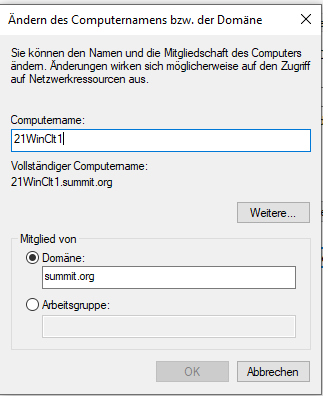 Ändern des Computernamens bzw. der Domäne
Sie können den Namen und die Mitgliedschaft des Computers
ändern. Änderungen wirken sich möglicherweise auf den Zugriff
auf Netzwerkressourcen aus.
Computername:
21WinClt1
Vollständiger Computername:
21WinClt1.summit.org
Weitere...
Mitglied von
Domäne:
summit.org
Arbeitsgruppe:
OK
Abbrechen